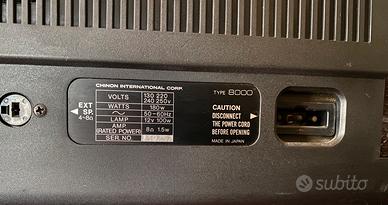 CHINON INTERNATIONAL CORP.
TYPE 8000
VOLTS 130 220
240 250v
WATTS 180w
~ 50-60Hz
LAMP 12v 100w
AMP
(RATED POWER) 8Ω 1.5w
SER. NO.
EXT
SP.
4~8Ω
CAUTION
DISCONNECT
THE POWER CORD
BEFORE OPENING
MADE IN JAPAN
subito